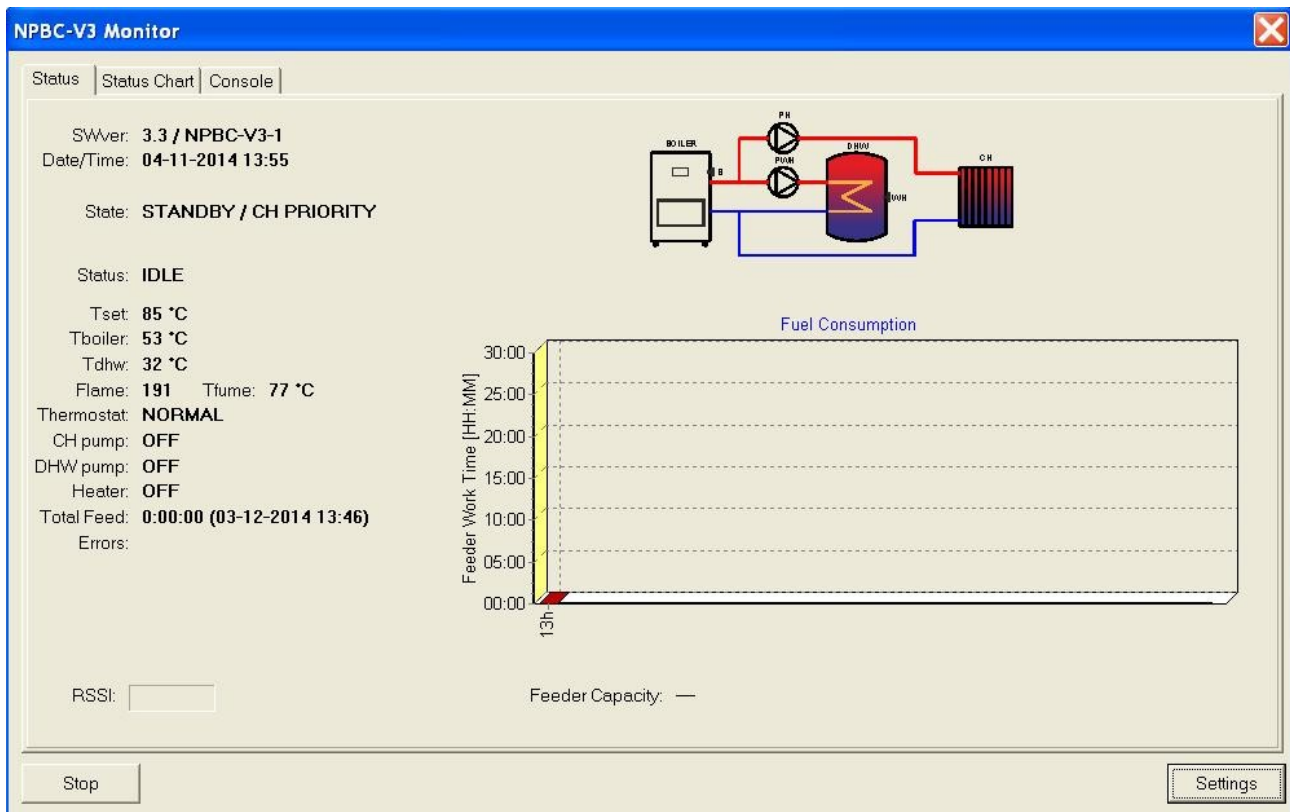 NPBC-V3 Monitor
Status Status Chart Console
SWver: 3.3 / NPBC-V3-1
Date/Time: 04-11-2014 13:55
State: STANDBY / CH PRIORITY
Status: IDLE
Tset: 85 °C
Tboiler: 53 °C
Tdhw: 32 °C
Flame: 191 Tfume: 77 °C
Thermostat: NORMAL
CH pump: OFF
DHW pump: OFF
Heater: OFF
Total Feed: 0:00:00 (03-12-2014 13:46)
Errors:
RSSI:
BOILER
B
PH
PWH
DHW
WH
CH
Fuel Consumption
Feeder Work Time [HH:MM]
30:00
25:00
20:00
15:00
10:00
05:00
00:00
13h
Feeder Capacity: —
Stop
Settings